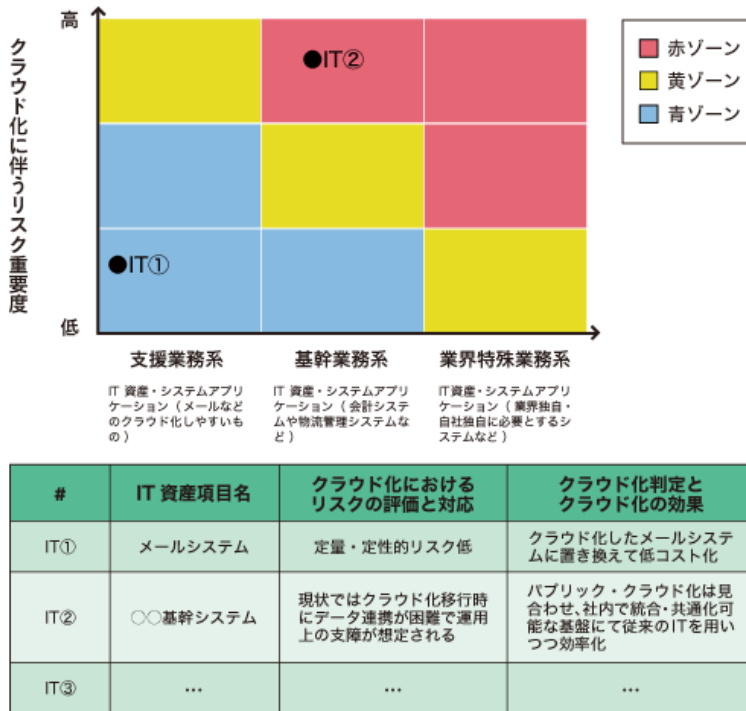 高
クラウド化に伴うリスク重要度
低
●IT②
●IT①
赤ゾーン
黄ゾーン
青ゾーン
支援業務系
IT 資産・システムアプリ
ケーション（メールなど
のクラウド化しやすいも
の）
基幹業務系
IT 資産・システムアプリ
ケーション（会計システ
ムや物流管理システムな
ど）
業界特殊業務系
IT資産・システムアプリ
ケーション（業界独自・
自社独自に必要とするシ
ステムなど）
# IT 資産項目名 クラウド化における リスクの評価と対応 クラウド化判定と クラウド化の効果
IT① メールシステム 定量・定性的リスク低 クラウド化したメールシステ
ムに置き換えて低コスト化
IT② 〇〇基幹システム
現状ではクラウド化移行時
にデータ連携が困難で運用
上の支障が想定される
パブリック・クラウド化は見
合わせ、社内で統合・共通化
可能な基盤にて従来のITを用い
つつ効率化
IT③ … … …